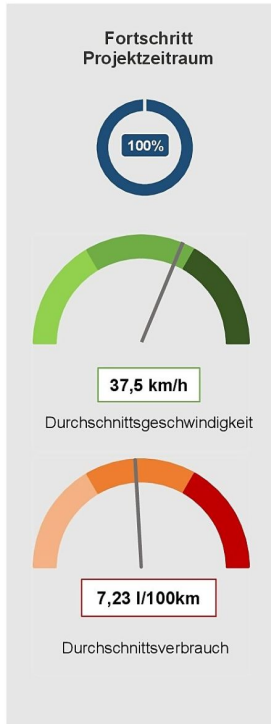 Fortschritt
Projektzeitraum
100%
37,5 km/h
Durchschnittsgeschwindigkeit
7,23 l/100km
Durchschnittsverbrauch